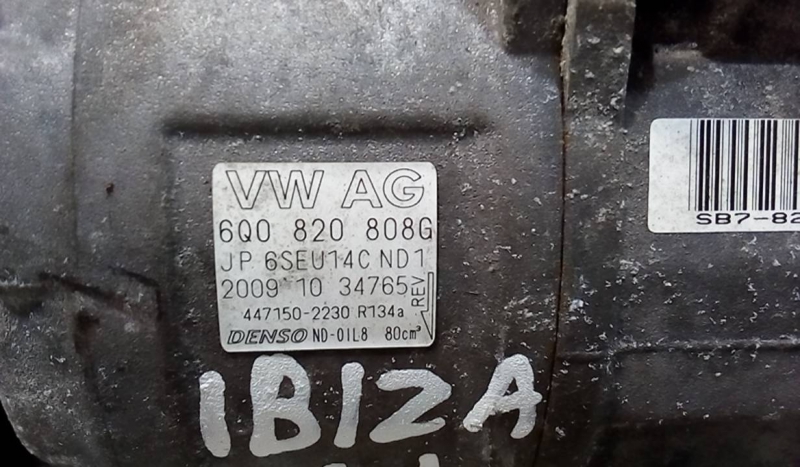 VW AG
6Q0 820 808G
JP 6SEU14C ND1
2009 10 34765
REV
447150-2230 R134a
DENSO ND-OIL8 80cm³
IBIZA
SB7-82